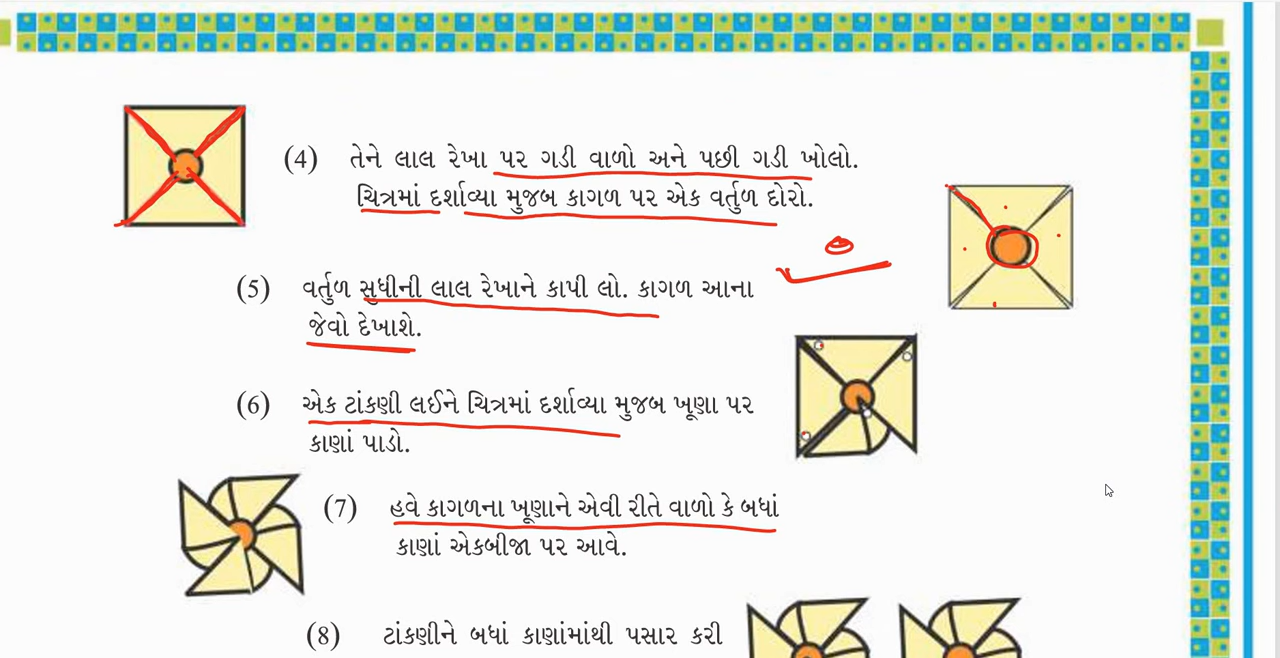 (4) તેને લાલ રેખા પર ગડી વાળો અને પછી ગડી ખોલો.
ચિત્રમાં દર્શાવ્યા મુજબ કાગળ પર એક વર્તુળ દોરો.
(5) વર્તુળ સુધીની લાલ રેખાને કાપી લો. કાગળ આના
જેવો દેખાશે.
(6) એક ટાંકણી લઈને ચિત્રમાં દર્શાવ્યા મુજબ ખૂણા પર
કાણાં પાડો.
(7) હવે કાગળના ખૂણાને એવી રીતે વાળો કે બધાં
કાણાં એકબીજા પર આવે.
(8) ટાંકણીને બધાં કાણાંમાંથી પસાર કરી